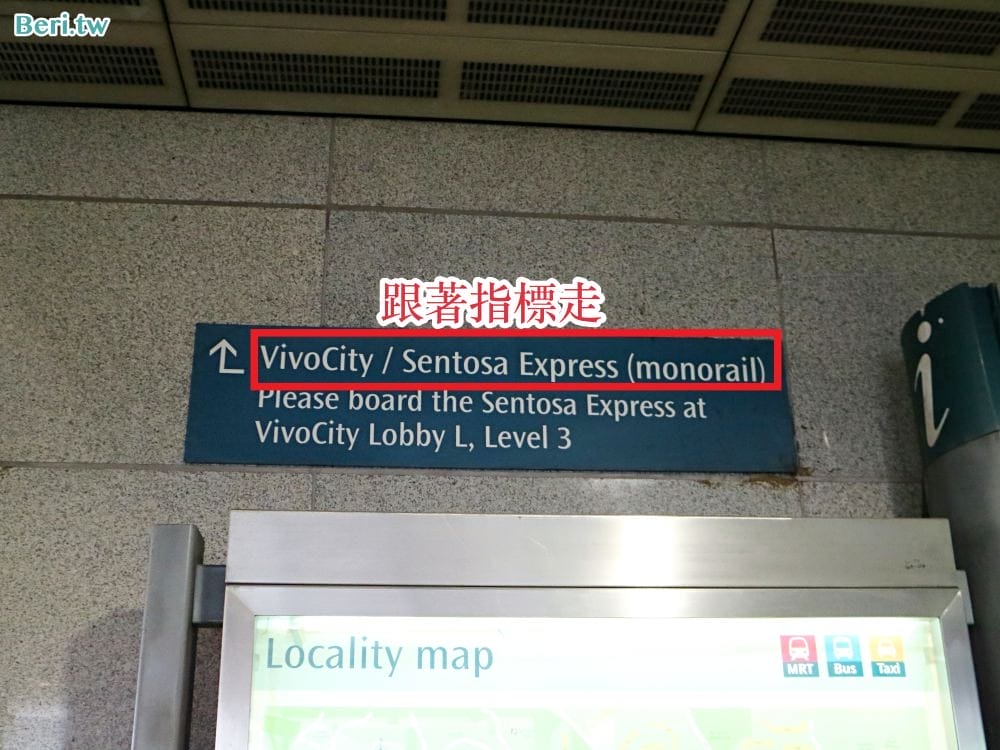 Beri.tw
跟著指標走
VivoCity / Sentosa Express (monorail)
Please board the Sentosa Express at
VivoCity Lobby L, Level 3
i
Locality map
MRT Bus Taxi